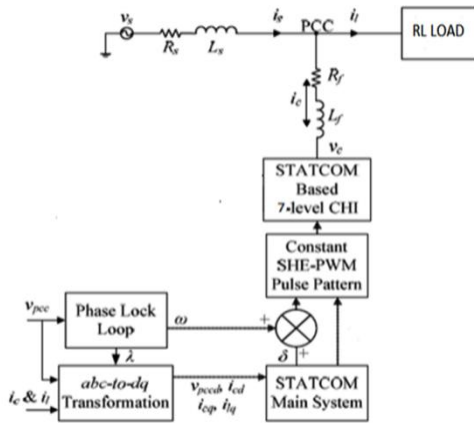 v_s
R_s
L_s
i_s
PCC
i_l
RL LOAD
R_f
i_c
L_f
v_c
STATCOM
Based
7-level CHI
Constant
SHE-PWM
Pulse Pattern
v_pcc
Phase Lock
Loop
ω
+
λ
δ
+
i_c & i_l
abc-to-dq
Transformation
v_pccd, i_cd
i_cq, i_lq
STATCOM
Main System